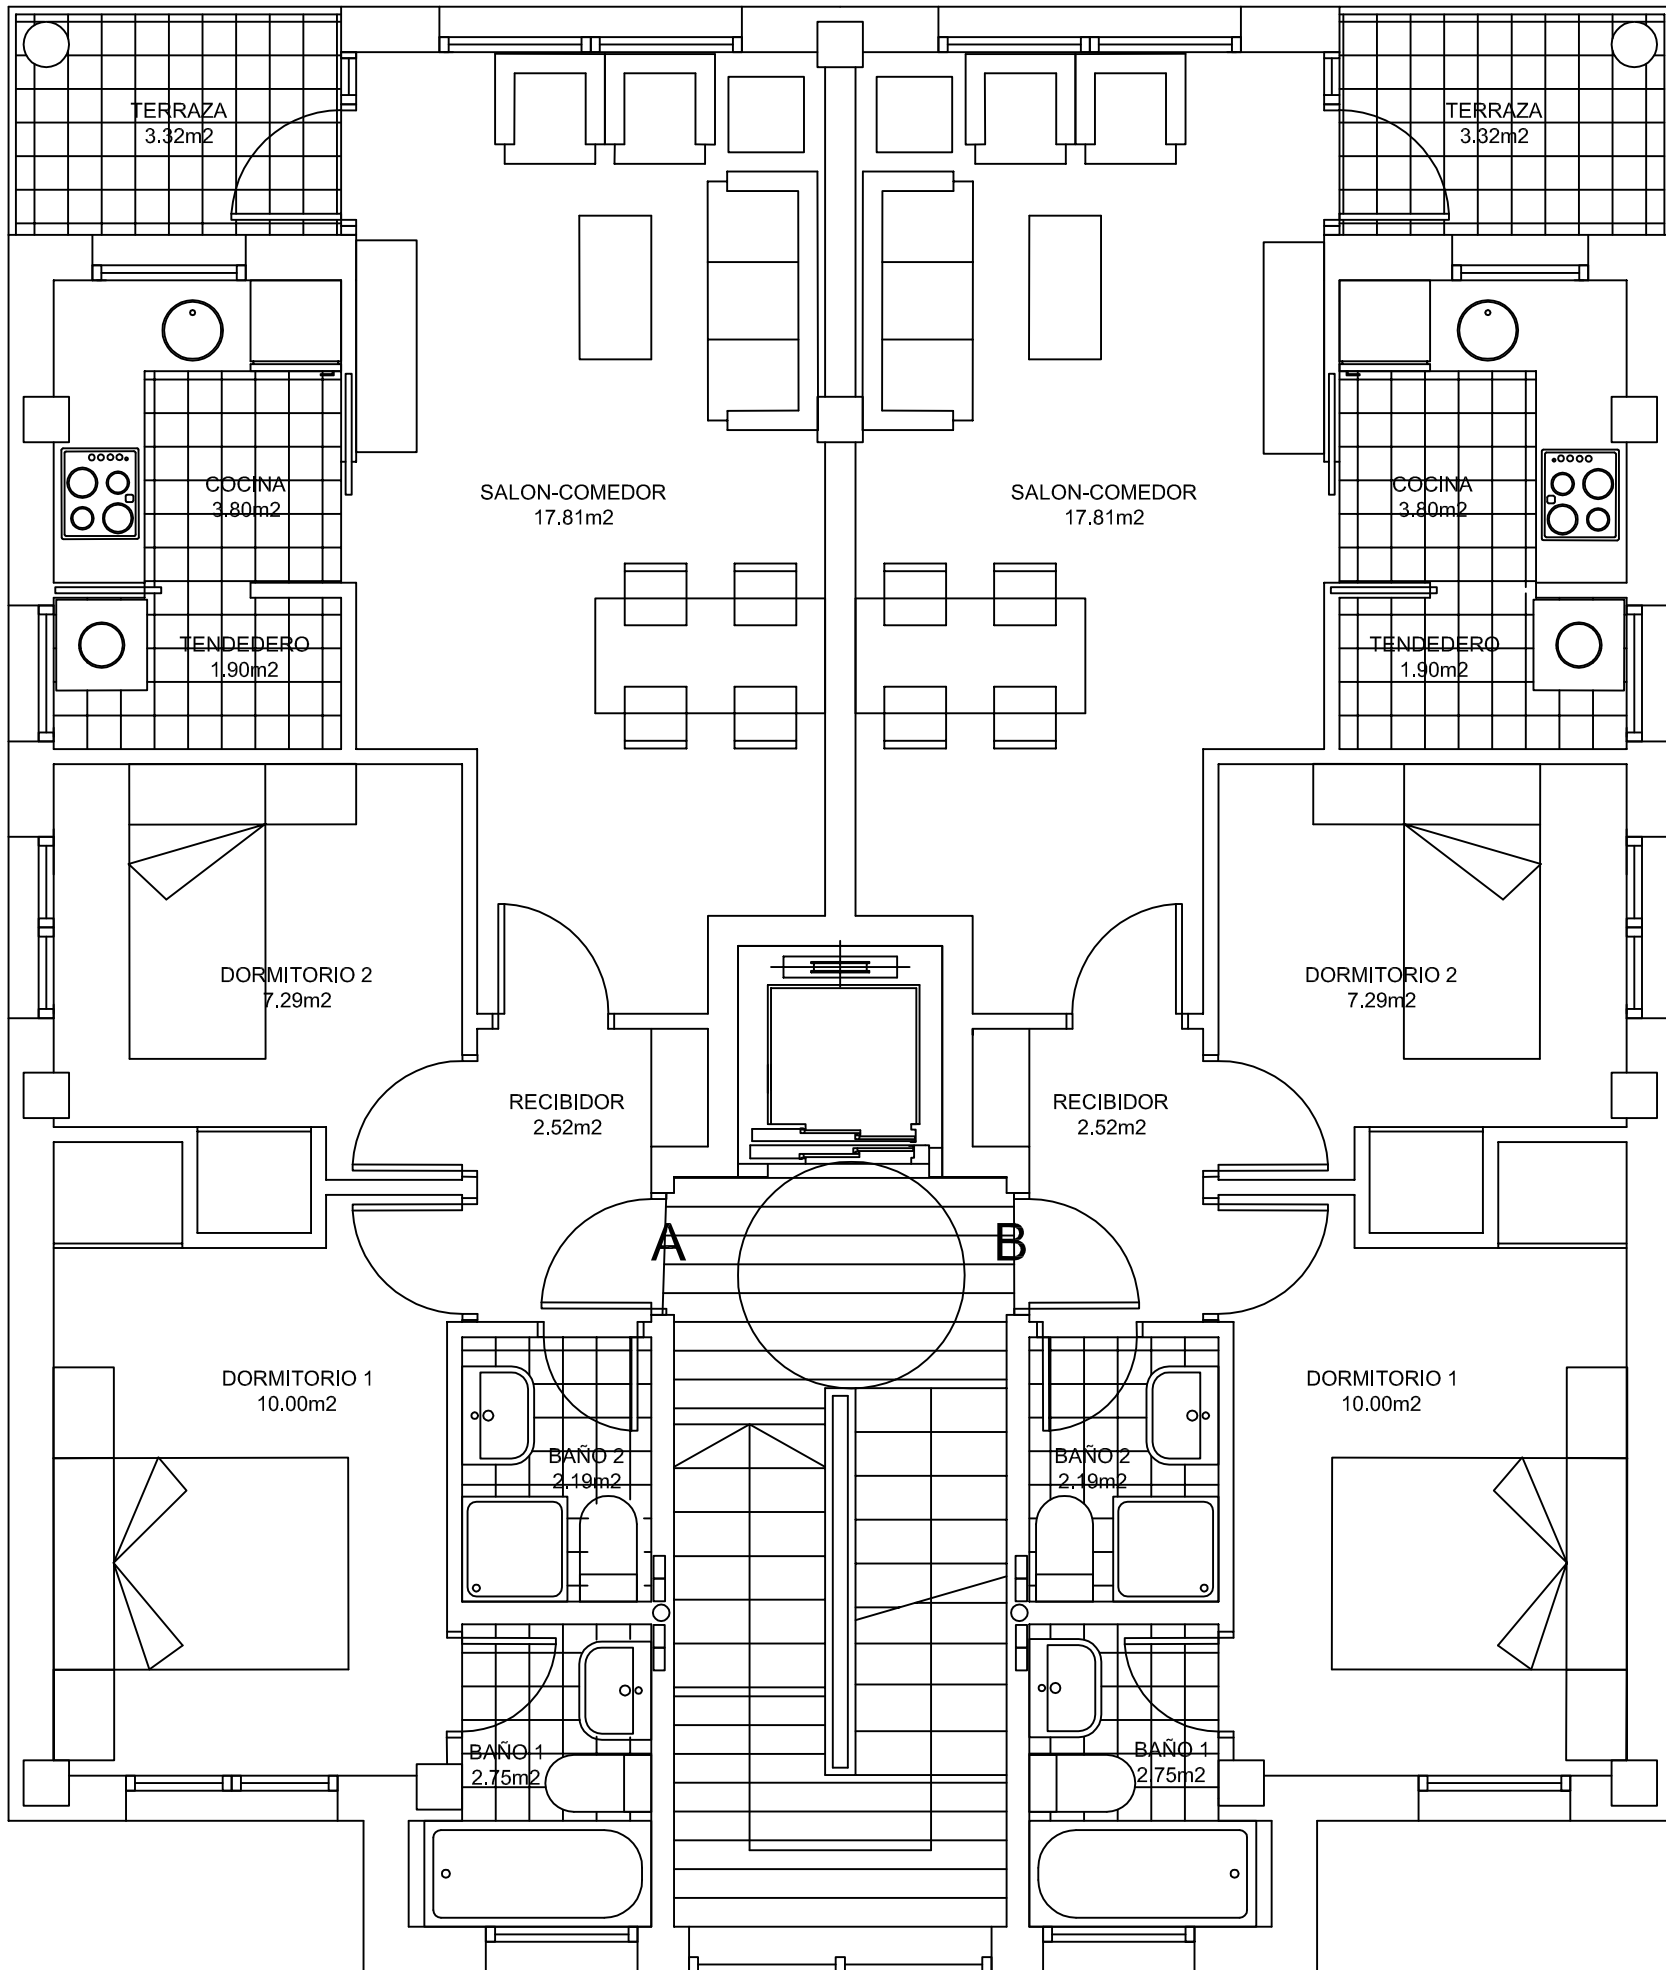 TERRAZA
3.32m2
TERRAZA
3.32m2
COCINA
3.80m2
SALON-COMEDOR
17.81m2
SALON-COMEDOR
17.81m2
COCINA
3.80m2
TENDEDERO
1.90m2
TENDEDERO
1.90m2
DORMITORIO 2
7.29m2
DORMITORIO 2
7.29m2
RECIBIDOR
2.52m2
RECIBIDOR
2.52m2
A
B
DORMITORIO 1
10.00m2
DORMITORIO 1
10.00m2
BAÑO 2
2.19m2
BAÑO 2
2.19m2
BAÑO 1
2.75m2
BAÑO 1
2.75m2